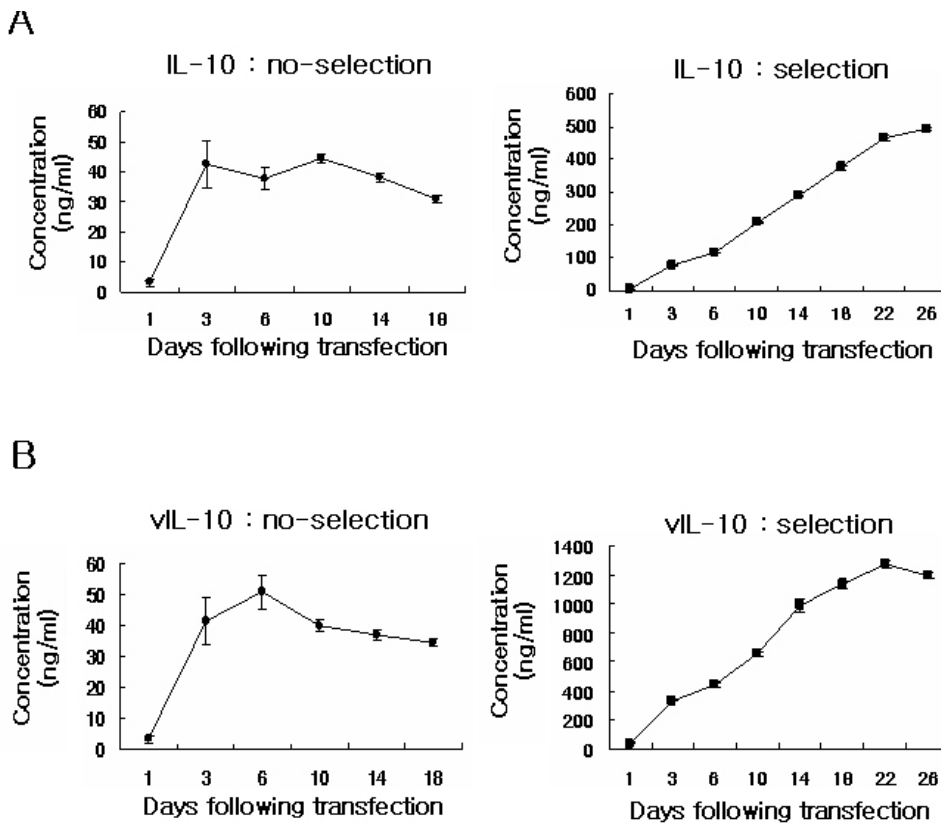 A
IL-10 : no-selection
60
50
40
30
20
10
0
Concentration
(ng/ml)
1 3 6 10 14 18
Days following transfection
IL-10 : selection
600
500
400
300
200
100
0
Concentration
(ng/ml)
1 3 6 10 14 18 22 26
Days following transfection
B
vIL-10 : no-selection
60
50
40
30
20
10
0
Concentration
(ng/ml)
1 3 6 10 14 18
Days following transfection
vIL-10 : selection
1400
1200
1000
800
600
400
200
0
Concentration
(ng/ml)
1 3 6 10 14 18 22 26
Days following transfection